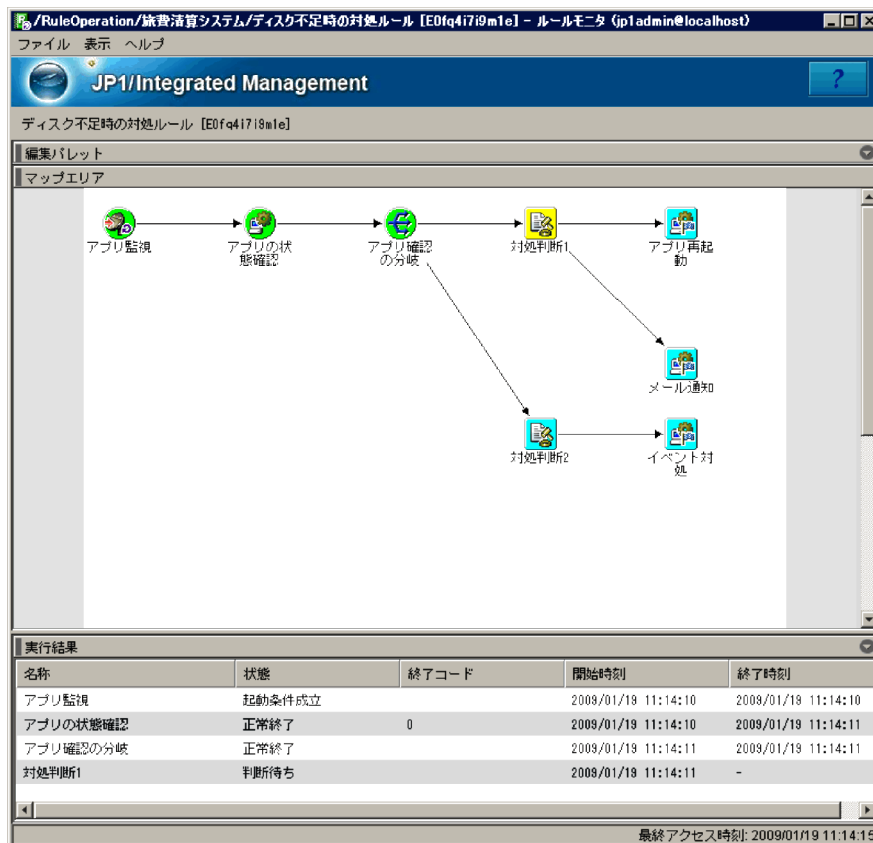 /RuleOperation/旅費清算システム/ディスク不足時の対処ルール [E0fq4i7i9m1e] - ルールモニタ (jp1admin@localhost)
ファイル 表示 ヘルプ
JP1/Integrated Management
?
ディスク不足時の対処ルール [E0fq4i7i9m1e]
編集パレット
マップエリア
アプリ監視
アプリの状
態確認
アプリ確認
の分岐
対処判断1
アプリ再起
動
メール通知
対処判断2
イベント対
処
実行結果
名称 状態 終了コード 開始時刻 終了時刻
アプリ監視 起動条件成立 2009/01/19 11:14:10 2009/01/19 11:14:10
アプリの状態確認 正常終了 0 2009/01/19 11:14:10 2009/01/19 11:14:11
アプリ確認の分岐 正常終了 2009/01/19 11:14:11 2009/01/19 11:14:11
対処判断1 判断待ち 2009/01/19 11:14:11 -
最終アクセス時刻: 2009/01/19 11:14:15